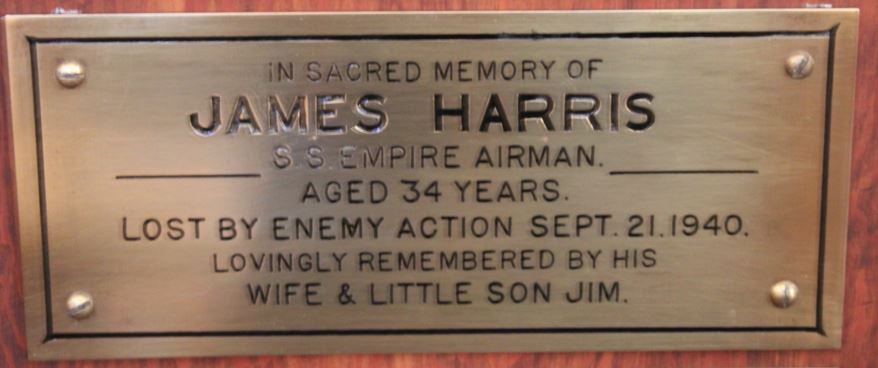 IN SACRED MEMORY OF
JAMES HARRIS
S.S. EMPIRE AIRMAN.
AGED 34 YEARS.
LOST BY ENEMY ACTION SEPT. 21. 1940.
LOVINGLY REMEMBERED BY HIS
WIFE & LITTLE SON JIM.